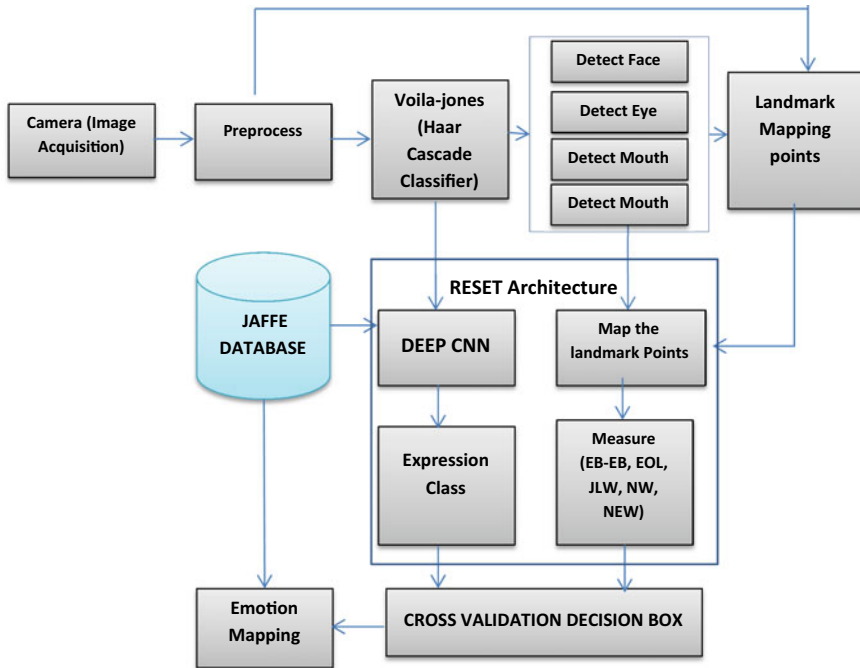 Camera (Image
Acquisition)
Preprocess
Voila-jones
(Haar
Cascade
Classifier)
Detect Face
Detect Eye
Detect Mouth
Detect Mouth
Landmark
Mapping
points
JAFFE
DATABASE
RESET Architecture
DEEP CNN
Map the
landmark Points
Expression
Class
Measure
(EB-EB, EOL,
JLW, NW,
NEW)
Emotion
Mapping
CROSS VALIDATION DECISION BOX